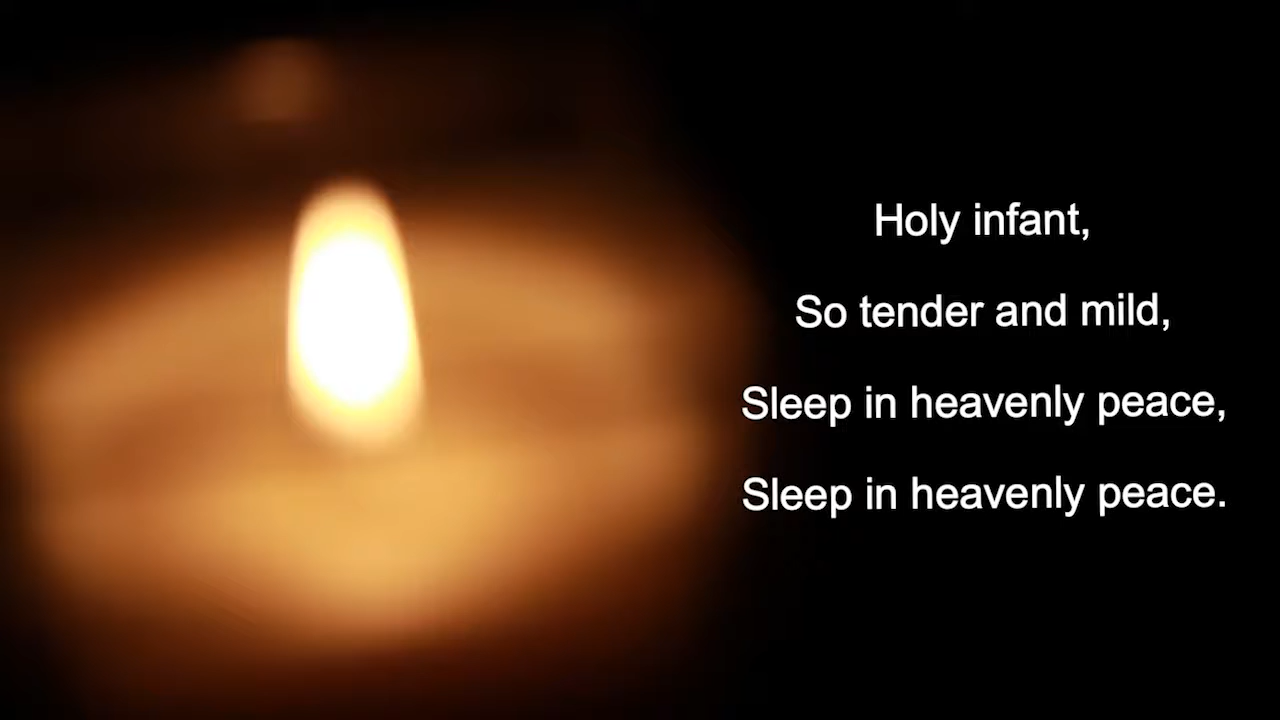 Holy infant,
So tender and mild,
Sleep in heavenly peace,
Sleep in heavenly peace.